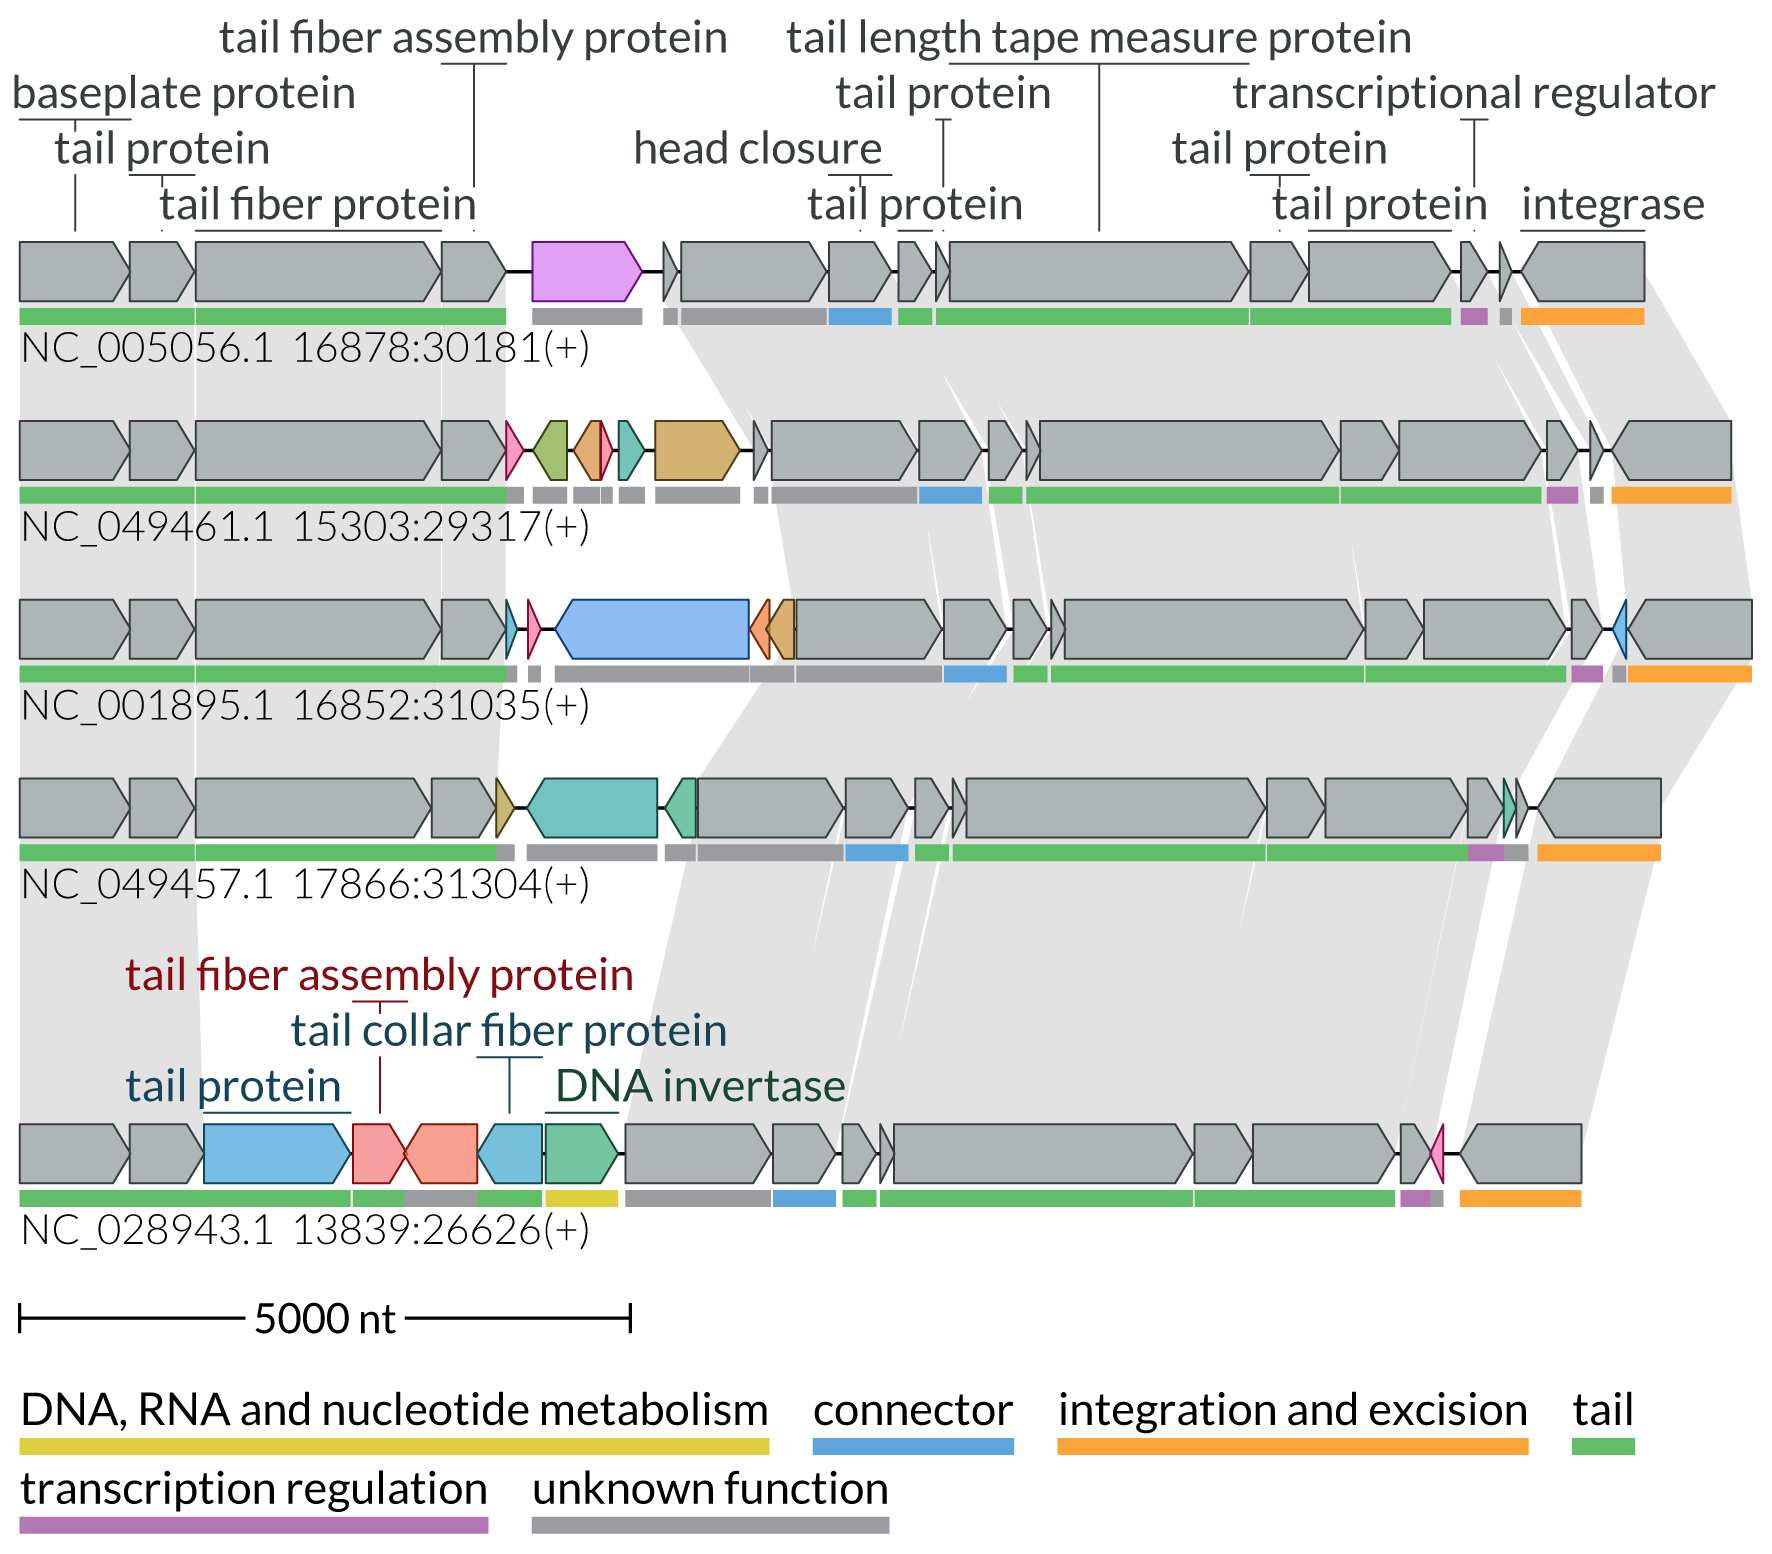 tail fiber assembly protein
tail length tape measure protein
baseplate protein
tail protein
transcriptional regulator
tail protein
head closure
tail protein
tail fiber protein
tail protein
tail protein
integrase
NC_005056.1 16878:30181(+)
NC_049461.1 15303:29317(+)
NC_001895.1 16852:31035(+)
NC_049457.1 17866:31304(+)
tail fiber assembly protein
tail collar fiber protein
tail protein
DNA invertase
NC_028943.1 13839:26626(+)
5000 nt
DNA, RNA and nucleotide metabolism
connector
integration and excision
tail
transcription regulation
unknown function